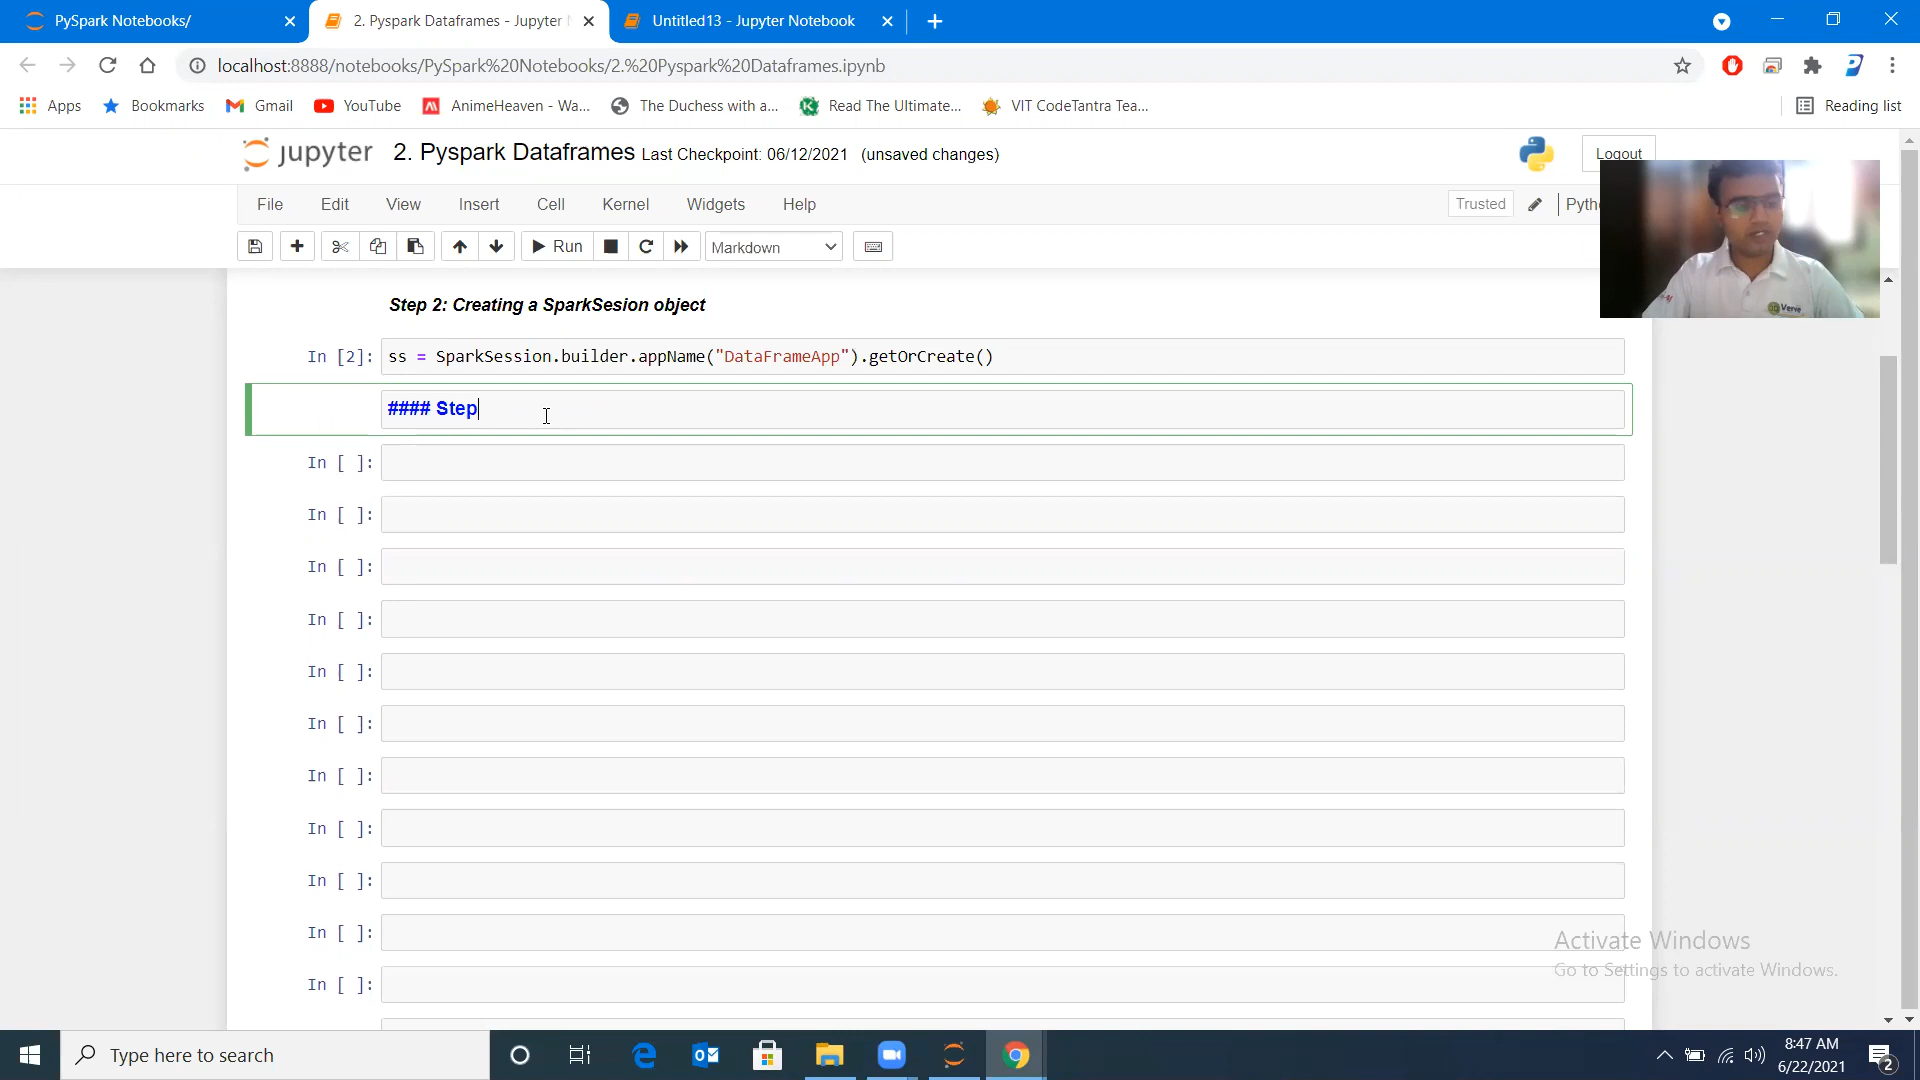 PySpark Notebooks/
2. Pyspark Dataframes - Jupyter
Untitled13 - Jupyter Notebook
localhost:8888/notebooks/PySpark%20Notebooks/2.%20Pyspark%20Dataframes.ipynb
Apps Bookmarks Gmail YouTube AnimeHeaven - Wa... The Duchess with a... Read The Ultimate... VIT CodeTantra Tea... Reading list
jupyter 2. Pyspark Dataframes Last Checkpoint: 06/12/2021 (unsaved changes) Logout
File Edit View Insert Cell Kernel Widgets Help Trusted
Run Markdown
Verve
Step 2: Creating a SparkSesion object
In [2]: ss = SparkSession.builder.appName("DataFrameApp").getOrCreate()
#### Step
In [ ]:
In [ ]:
In [ ]:
In [ ]:
In [ ]:
In [ ]:
In [ ]:
In [ ]:
In [ ]:
In [ ]:
In [ ]:
Activate Windows
Go to Settings to activate Windows.
Type here to search
8:47 AM
6/22/2021
2